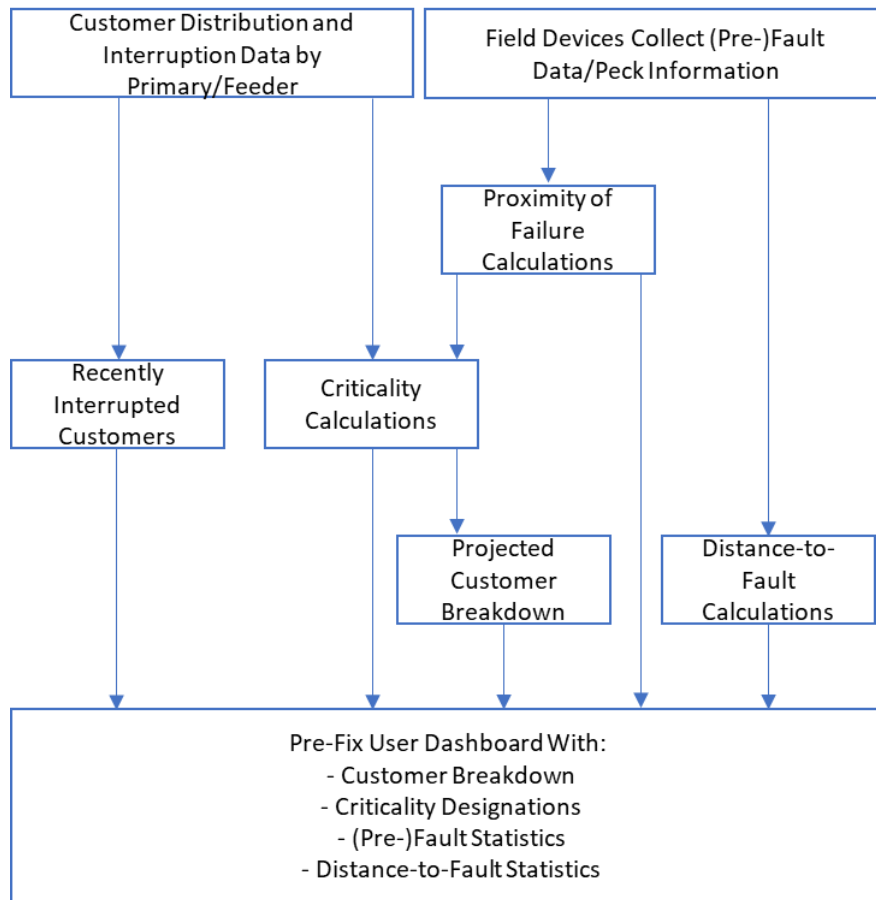 Customer Distribution and
Interruption Data by
Primary/Feeder
Field Devices Collect (Pre-)Fault
Data/Peck Information
Proximity of
Failure
Calculations
Recently
Interrupted
Customers
Criticality
Calculations
Projected
Customer
Breakdown
Distance-to-
Fault
Calculations
Pre-Fix User Dashboard With:
- Customer Breakdown
- Criticality Designations
- (Pre-)Fault Statistics
- Distance-to-Fault Statistics